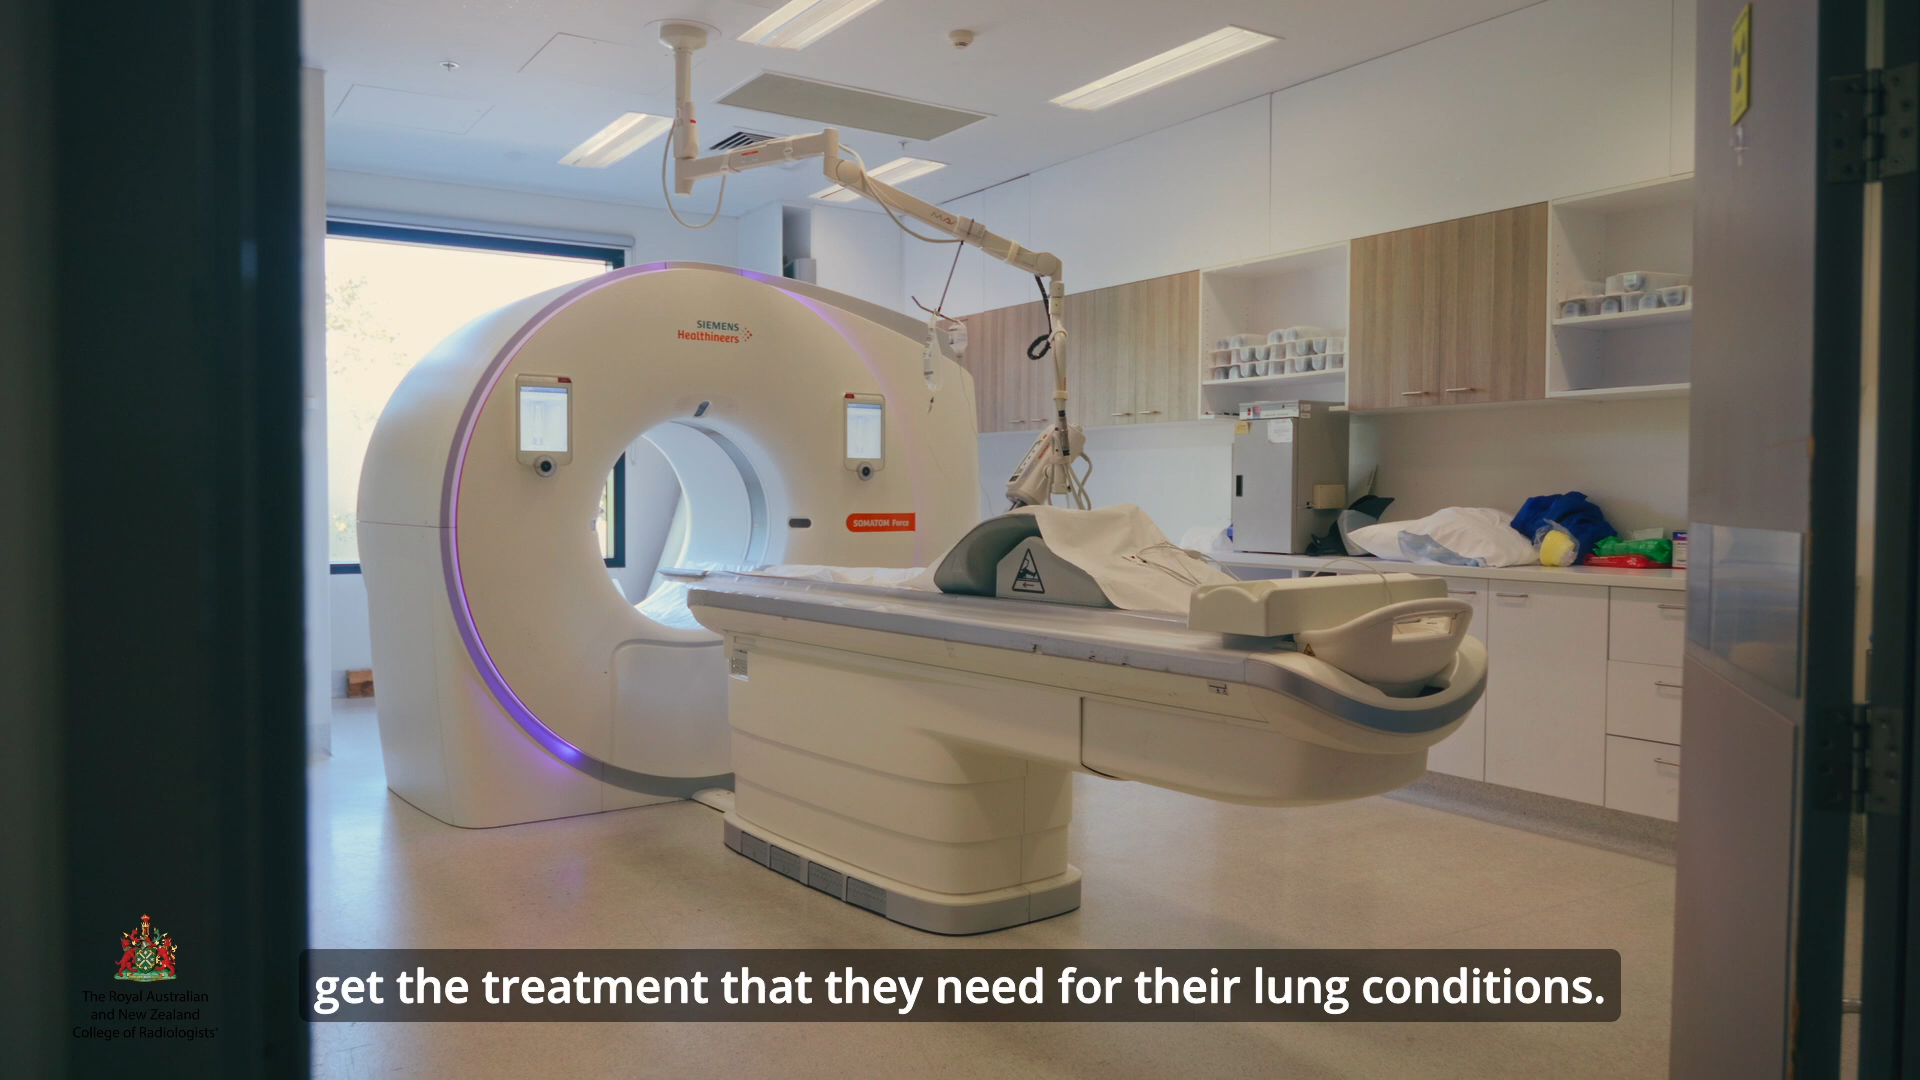 SIEMENS
Healthineers
SOMATOM Force
The Royal Australian
and New Zealand
College of Radiologists®
get the treatment that they need for their lung conditions.